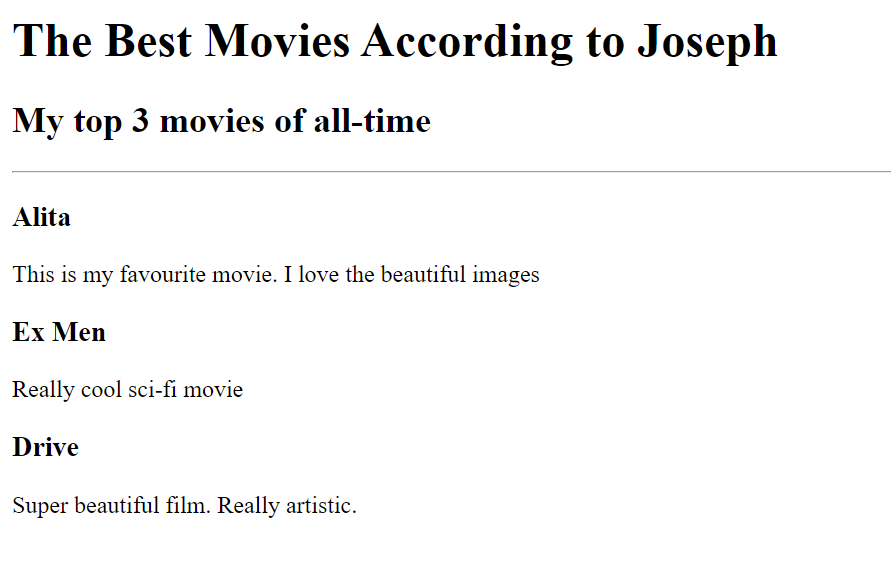 The Best Movies According to Joseph
My top 3 movies of all-time
Alita
This is my favourite movie. I love the beautiful images
Ex Men
Really cool sci-fi movie
Drive
Super beautiful film. Really artistic.